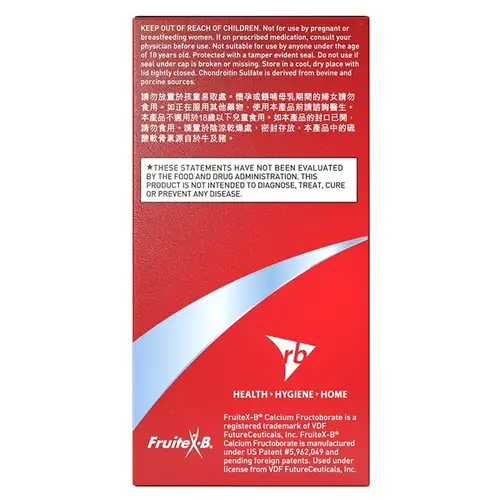 KEEP OUT OF REACH OF CHILDREN. Not for use by pregnant or
breastfeeding women. If on prescribed medication, consult your
physician before use. Not suitable for use by anyone under the age
of 18 years old. Protected with a tamper evident seal. Do not use if
seal under cap is broken or missing. Store in a cool, dry place with
lid tightly closed. Chondroitin Sulfate is derived from bovine and
porcine sources.
請勿放置於孩童易取處。懷孕或餵哺母乳期間的婦女請勿
食用。如正在服用其他藥物，使用本產品前請諮詢醫生。
本產品不適用於18歲以下兒童食用。如本產品的封口已開，
請勿食用。請置於陰涼乾燥處，密封存放。本產品中的硫
酸軟骨素源自於牛及豬。
★THESE STATEMENTS HAVE NOT BEEN EVALUATED
BY THE FOOD AND DRUG ADMINISTRATION. THIS
PRODUCT IS NOT INTENDED TO DIAGNOSE, TREAT, CURE
OR PREVENT ANY DISEASE.
rb
HEALTH • HYGIENE • HOME
FruiteX-B® Calcium Fructoborate is a
registered trademark of VDF
FutureCeuticals, Inc. FruiteX-B®
Calcium Fructoborate is manufactured
under US Patent #5,962,049 and
pending foreign patents. Used under
license from VDF FutureCeuticals, Inc.
FruiteX-B®